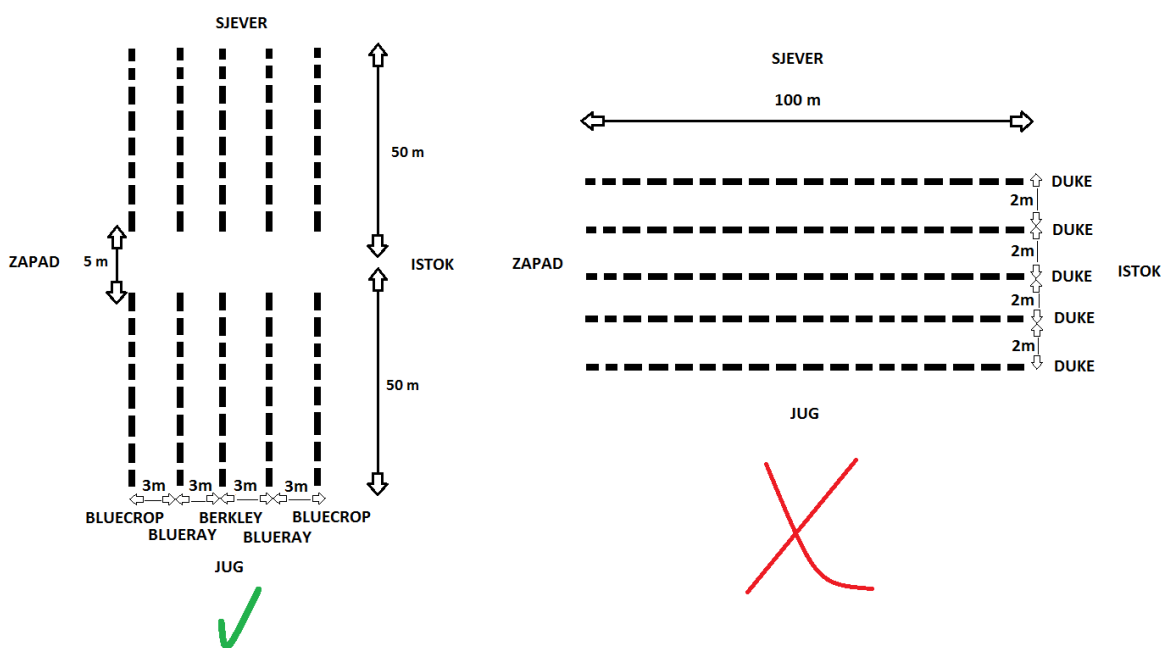 SJEVER
50 m
ZAPAD
5 m
ISTOK
50 m
3m 3m 3m 3m
BLUECROP BERKLEY BLUECROP
BLUERAY BLUERAY
JUG
SJEVER
100 m
DUKE
2m
DUKE
2m
ZAPAD
DUKE
ISTOK
2m
DUKE
2m
DUKE
JUG